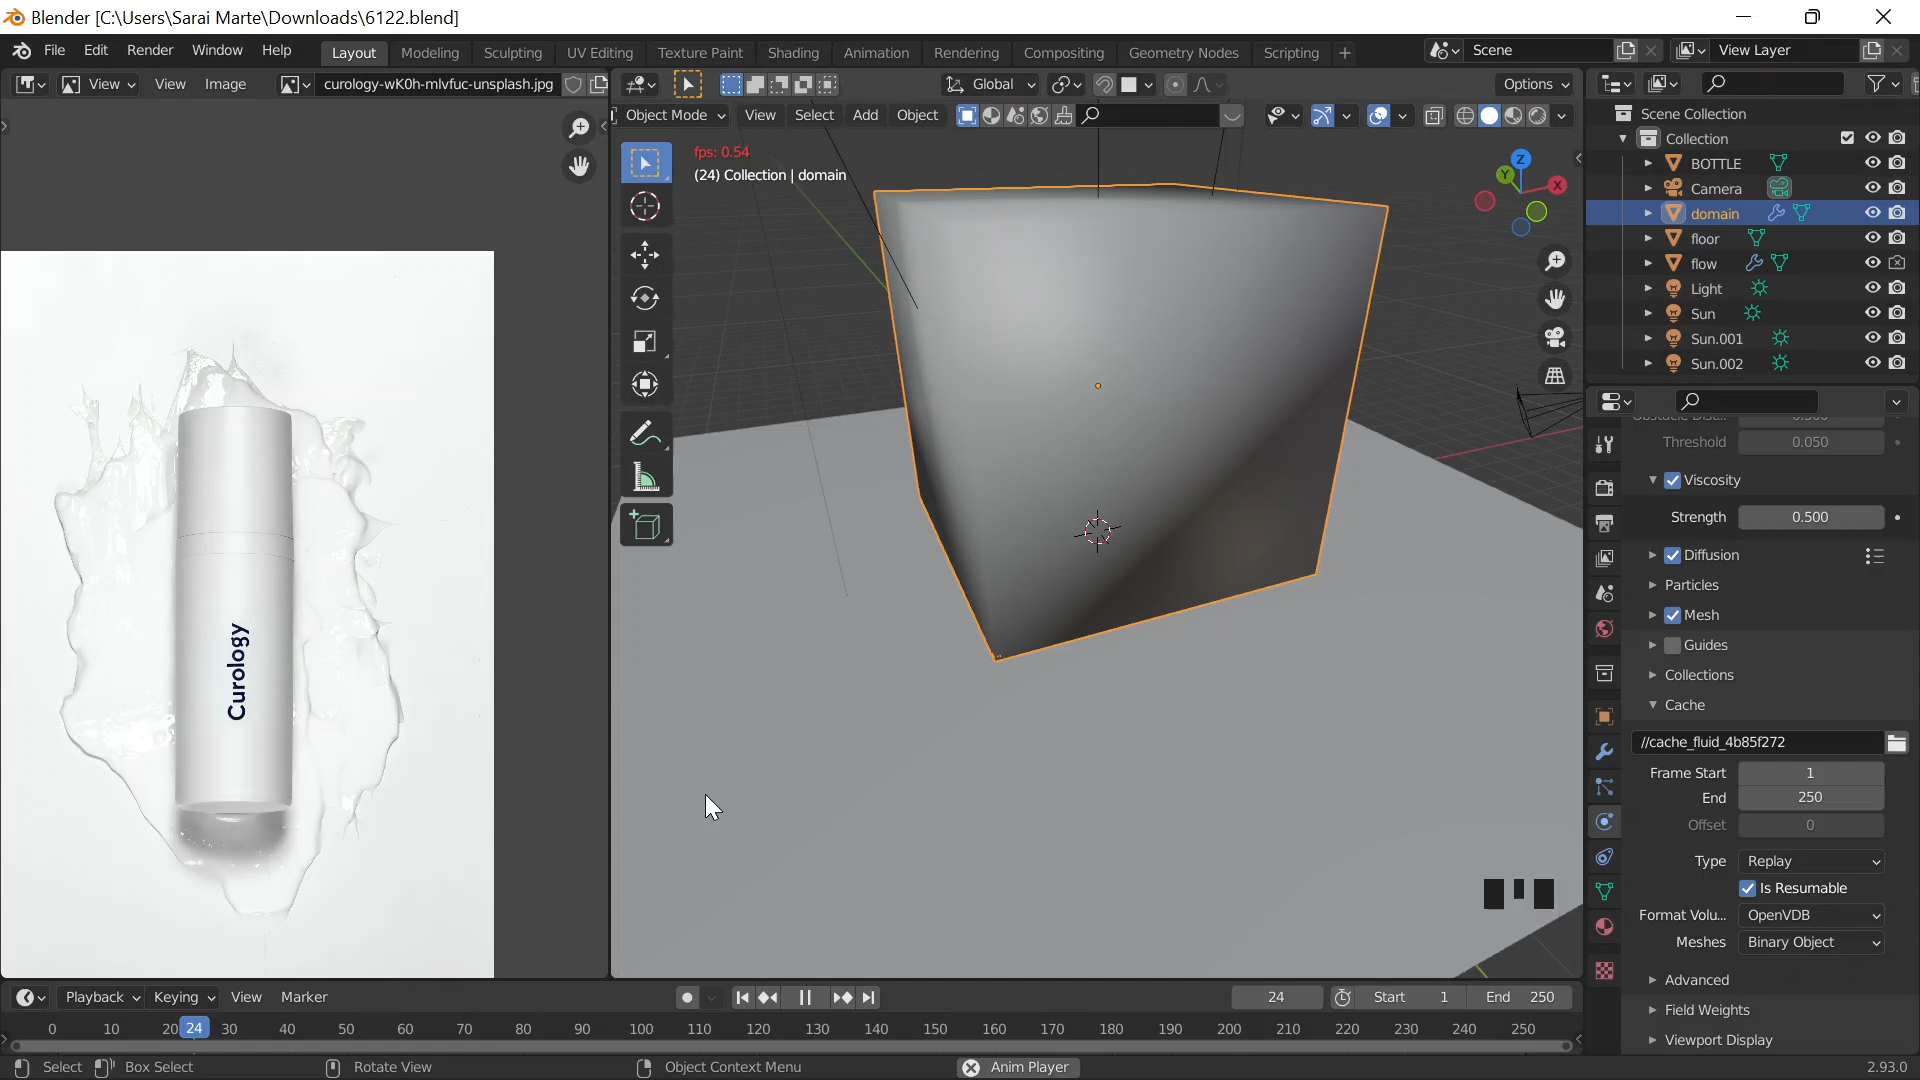 Blender [C:\Users\Sarai Marte\Downloads\6122.blend]
File Edit Render Window Help
Layout Modeling Sculpting UV Editing Texture Paint Shading Animation Rendering Compositing Geometry Nodes Scripting +
Scene
View Layer
View View Image curology-wK0h-mlvfuc-unsplash.jpg
Global Options
Object Mode View Select Add Object
fps: 0.54
(24) Collection | domain
Z
Y
X
Curology
Scene Collection
Collection
BOTTLE
Camera
domain
floor
flow
Light
Sun
Sun.001
Sun.002
Threshold 0.050
Viscosity
Strength 0.500
Diffusion
Particles
Mesh
Guides
Collections
Cache
//cache_fluid_4b85f272
Frame Start 1
End 250
Offset 0
Type Replay
Is Resumable
Format Volu... OpenVDB
Meshes Binary Object
Advanced
Field Weights
Viewport Display
Playback Keying View Marker
24 Start 1 End 250
0 10 20 24 30 40 50 60 70 80 90 100 110 120 130 140 150 160 170 180 190 200 210 220 230 240 250
Select Box Select Rotate View Object Context Menu Anim Player 2.93.0